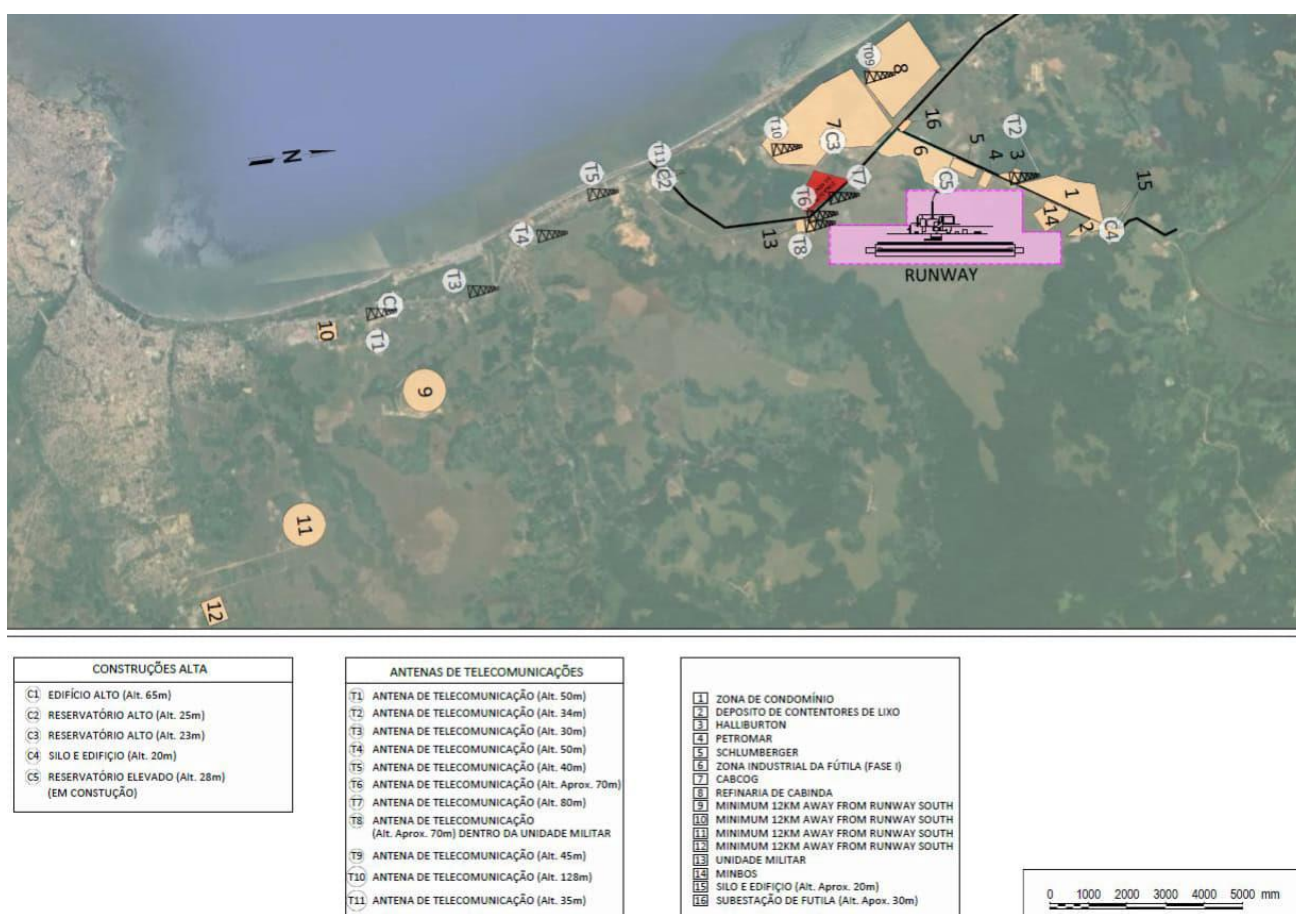 T09
8
16
T2
7
T10
C3
6
5
4
3
N
T11
C2
T5
T7
C5
1
15
T6
14
2
C4
T4
13
T8
RUNWAY
T3
C1
10
T1
9
11
12
CONSTRUÇÕES ALTA
C1 EDIFÍCIO ALTO (Alt. 65m)
C2 RESERVATÓRIO ALTO (Alt. 25m)
C3 RESERVATÓRIO ALTO (Alt. 23m)
C4 SILO E EDIFIÇIO (Alt. 20m)
C5 RESERVATÓRIO ELEVADO (Alt. 28m)
(EM CONSTUÇÃO)
ANTENAS DE TELECOMUNICAÇÕES
T1 ANTENA DE TELECOMUNICAÇÃO (Alt. 50m)
T2 ANTENA DE TELECOMUNICAÇÃO (Alt. 34m)
T3 ANTENA DE TELECOMUNICAÇÃO (Alt. 30m)
T4 ANTENA DE TELECOMUNICAÇÃO (Alt. 50m)
T5 ANTENA DE TELECOMUNICAÇÃO (Alt. 40m)
T6 ANTENA DE TELECOMUNICAÇÃO (Alt. Aprox. 70m)
T7 ANTENA DE TELECOMUNICAÇÃO (Alt. 80m)
T8 ANTENA DE TELECOMUNICAÇÃO
(Alt. Aprox. 70m) DENTRO DA UNIDADE MILITAR
T9 ANTENA DE TELECOMUNICAÇÃO (Alt. 45m)
T10 ANTENA DE TELECOMUNICAÇÃO (Alt. 128m)
T11 ANTENA DE TELECOMUNICAÇÃO (Alt. 35m)
1 ZONA DE CONDOMÍNIO
2 DEPOSITO DE CONTENTORES DE LIXO
3 HALLIBURTON
4 PETROMAR
5 SCHLUMBERGER
6 ZONA INDUSTRIAL DA FÚTILA (FASE I)
7 CABCOG
8 REFINARIA DE CABINDA
9 MINIMUM 12KM AWAY FROM RUNWAY SOUTH
10 MINIMUM 12KM AWAY FROM RUNWAY SOUTH
11 MINIMUM 12KM AWAY FROM RUNWAY SOUTH
12 MINIMUM 12KM AWAY FROM RUNWAY SOUTH
13 UNIDADE MILITAR
14 MINBOS
15 SILO E EDIFIÇIO (Alt. Aprox. 20m)
16 SUBESTAÇÃO DE FUTILA (Alt. Apox. 30m)
0 1000 2000 3000 4000 5000 mm